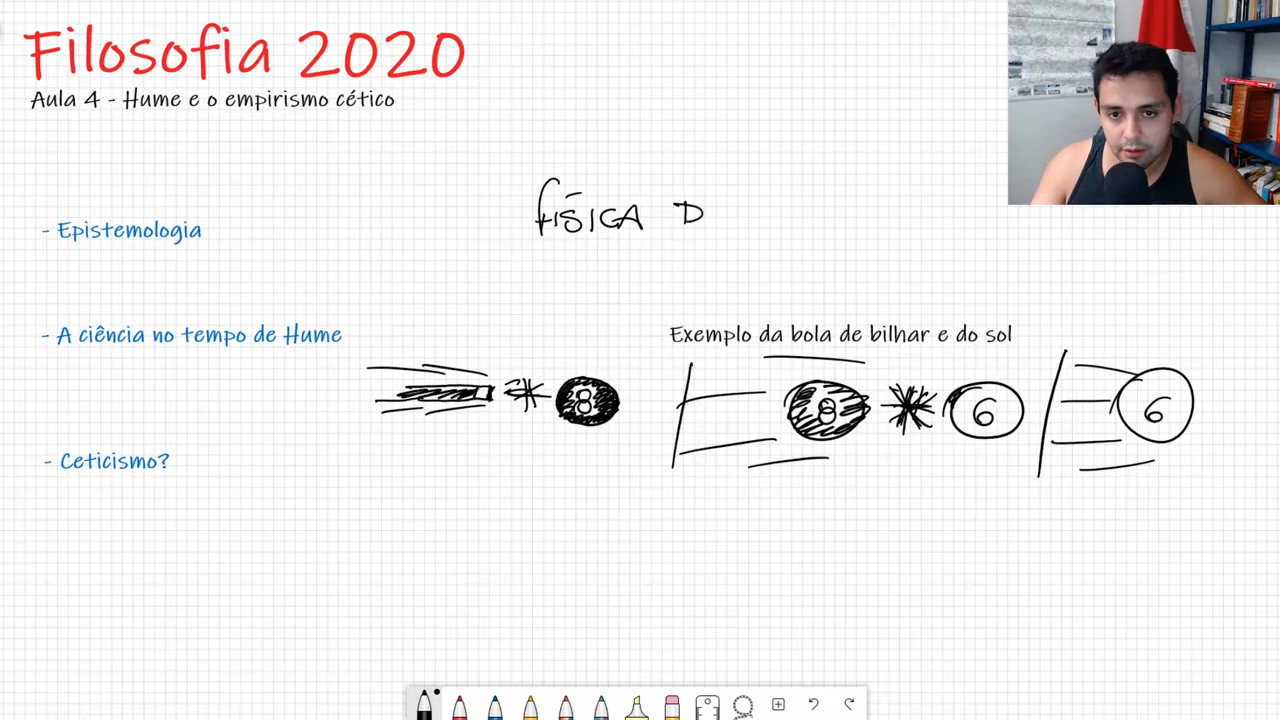 Filosofia 2020
Aula 4 - Hume e o empirismo cético
FÍSICA D
- Epistemologia
- A ciência no tempo de Hume
Exemplo da bola de bilhar e do sol
8
8
6
6
- Ceticismo?